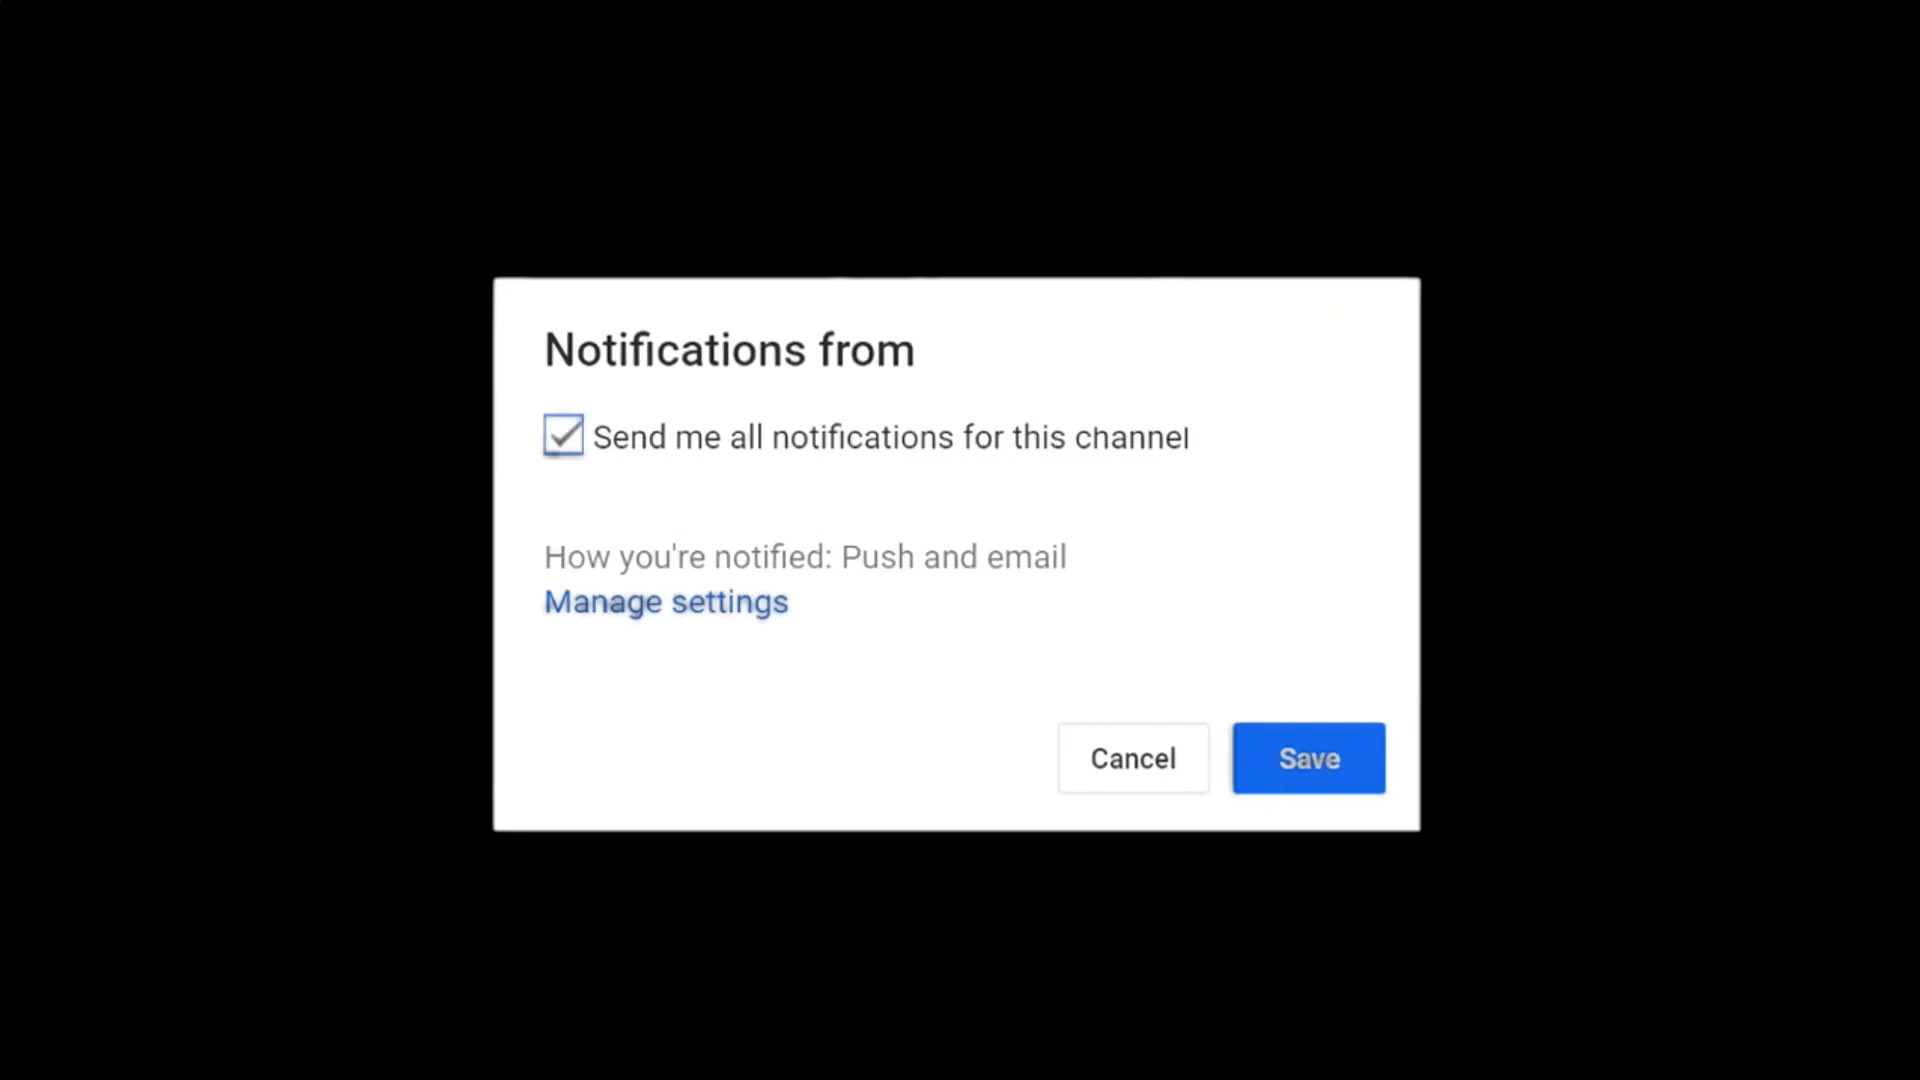 Notifications from
Send me all notifications for this channel
How you're notified: Push and email
Manage settings
Cancel
Save